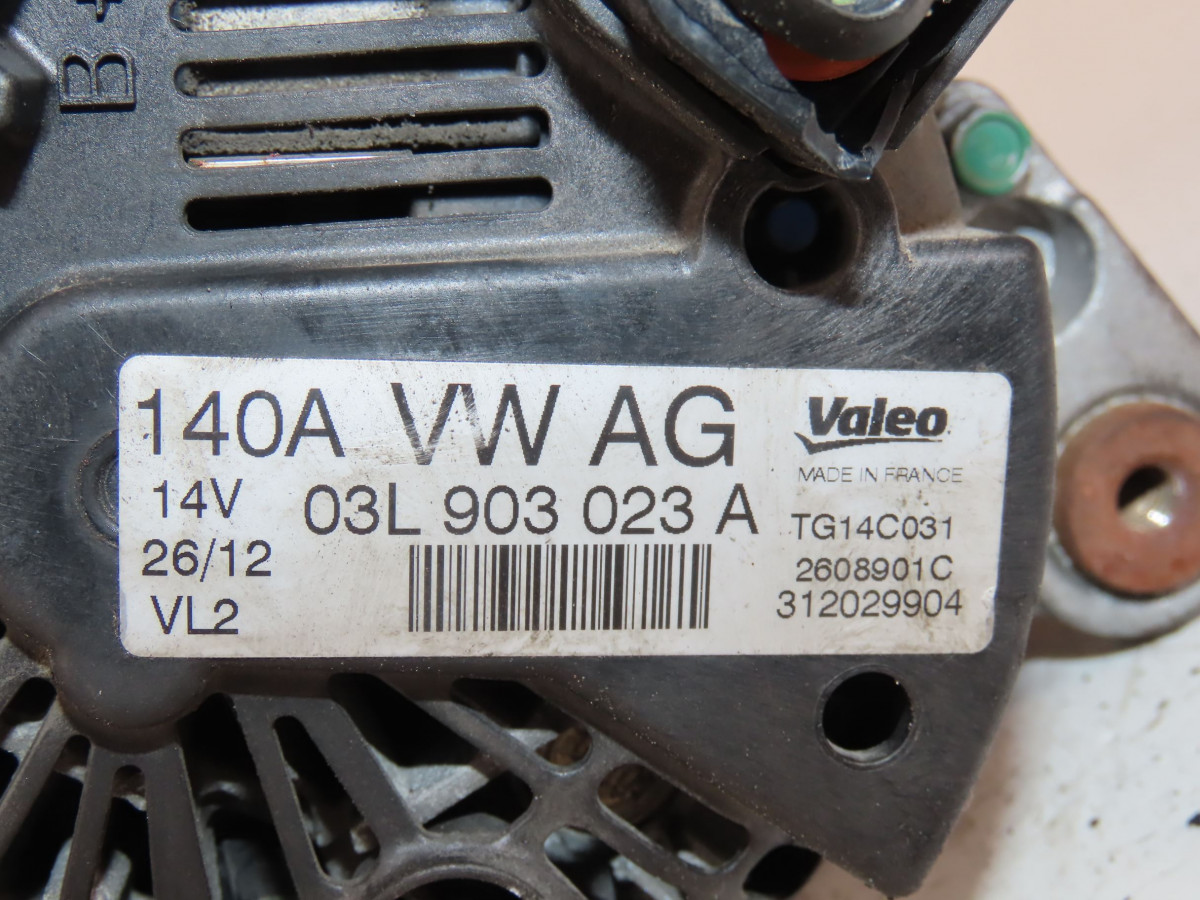 B+
140A VW AG
14V 03L 903 023 A
26/12
VL2
Valeo
MADE IN FRANCE
TG14C031
2608901C
312029904